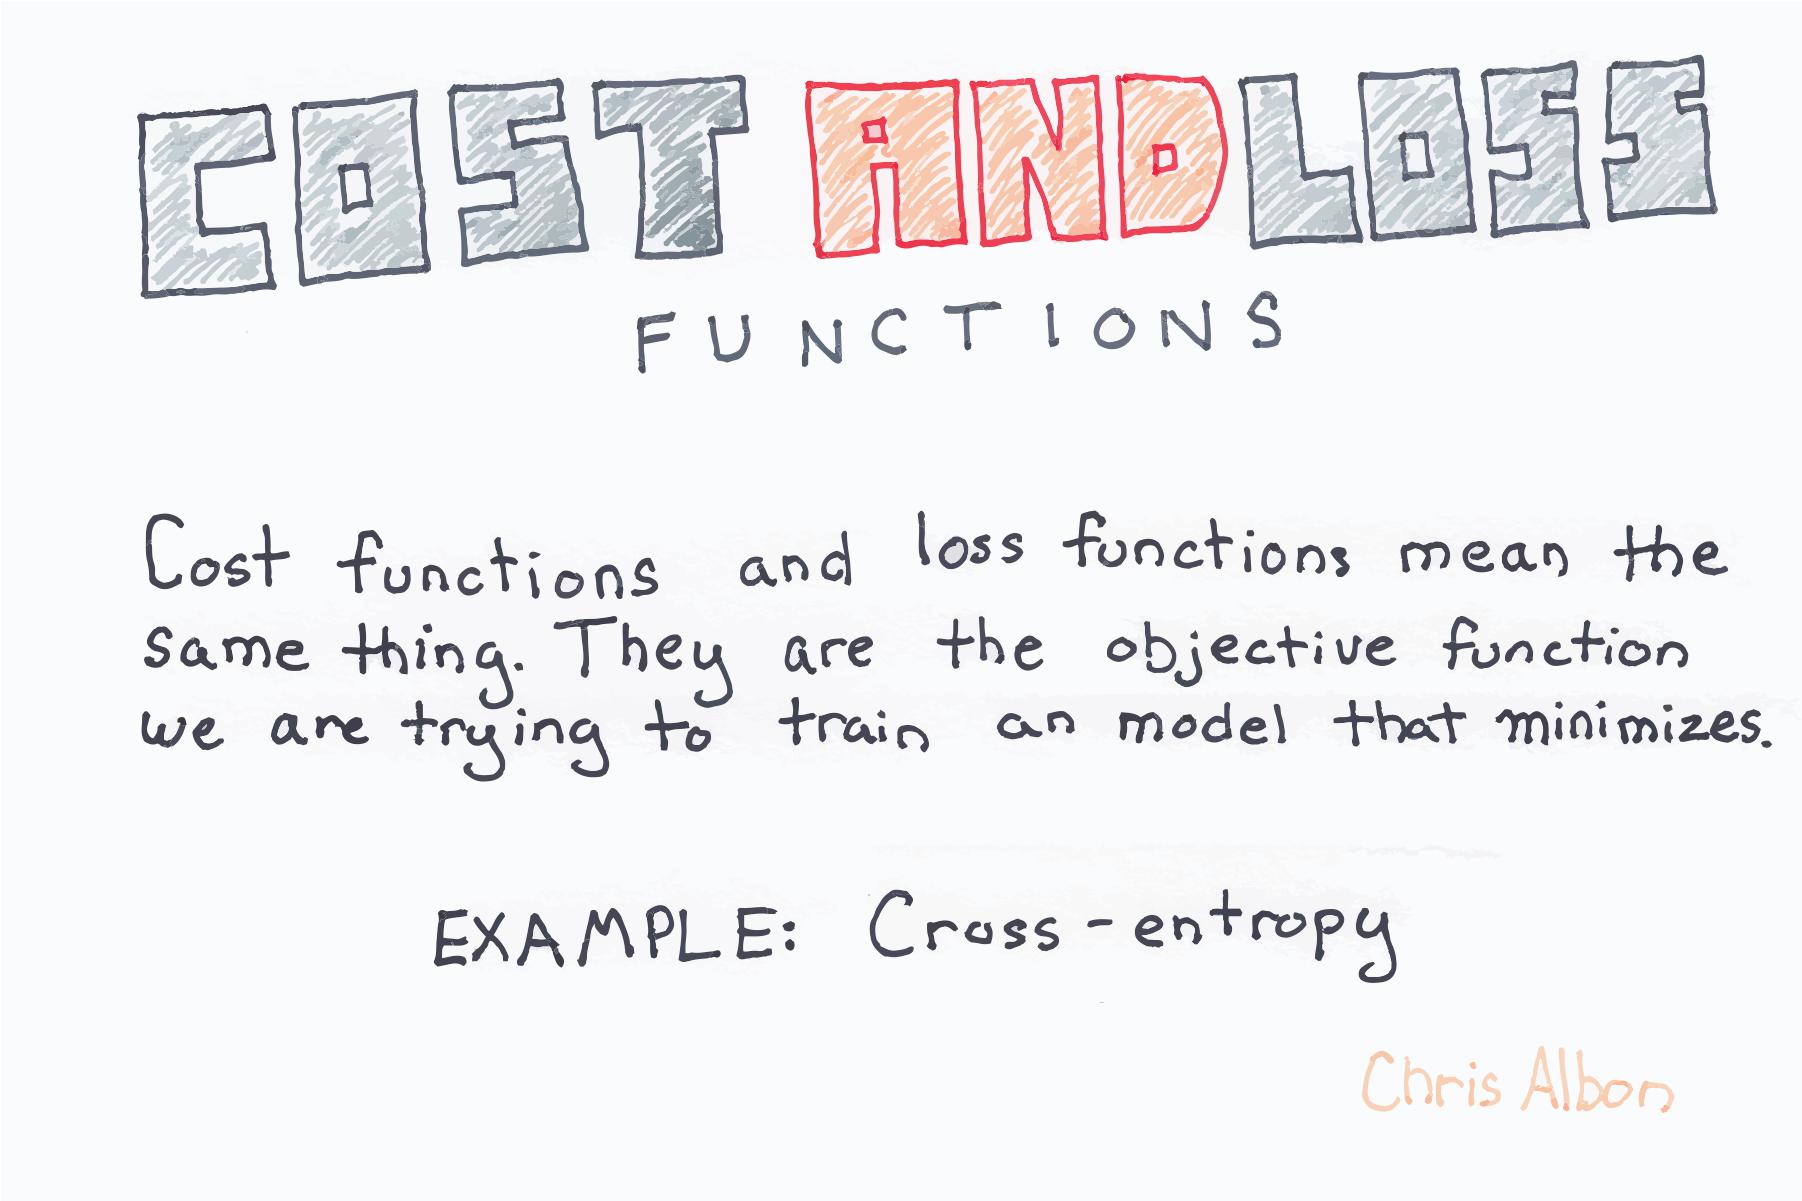 COST AND LOSS
FUNCTIONS
Cost functions and loss functions mean the
same thing. They are the objective function
we are trying to train an model that minimizes.
EXAMPLE: Cross-entropy
Chris Albon